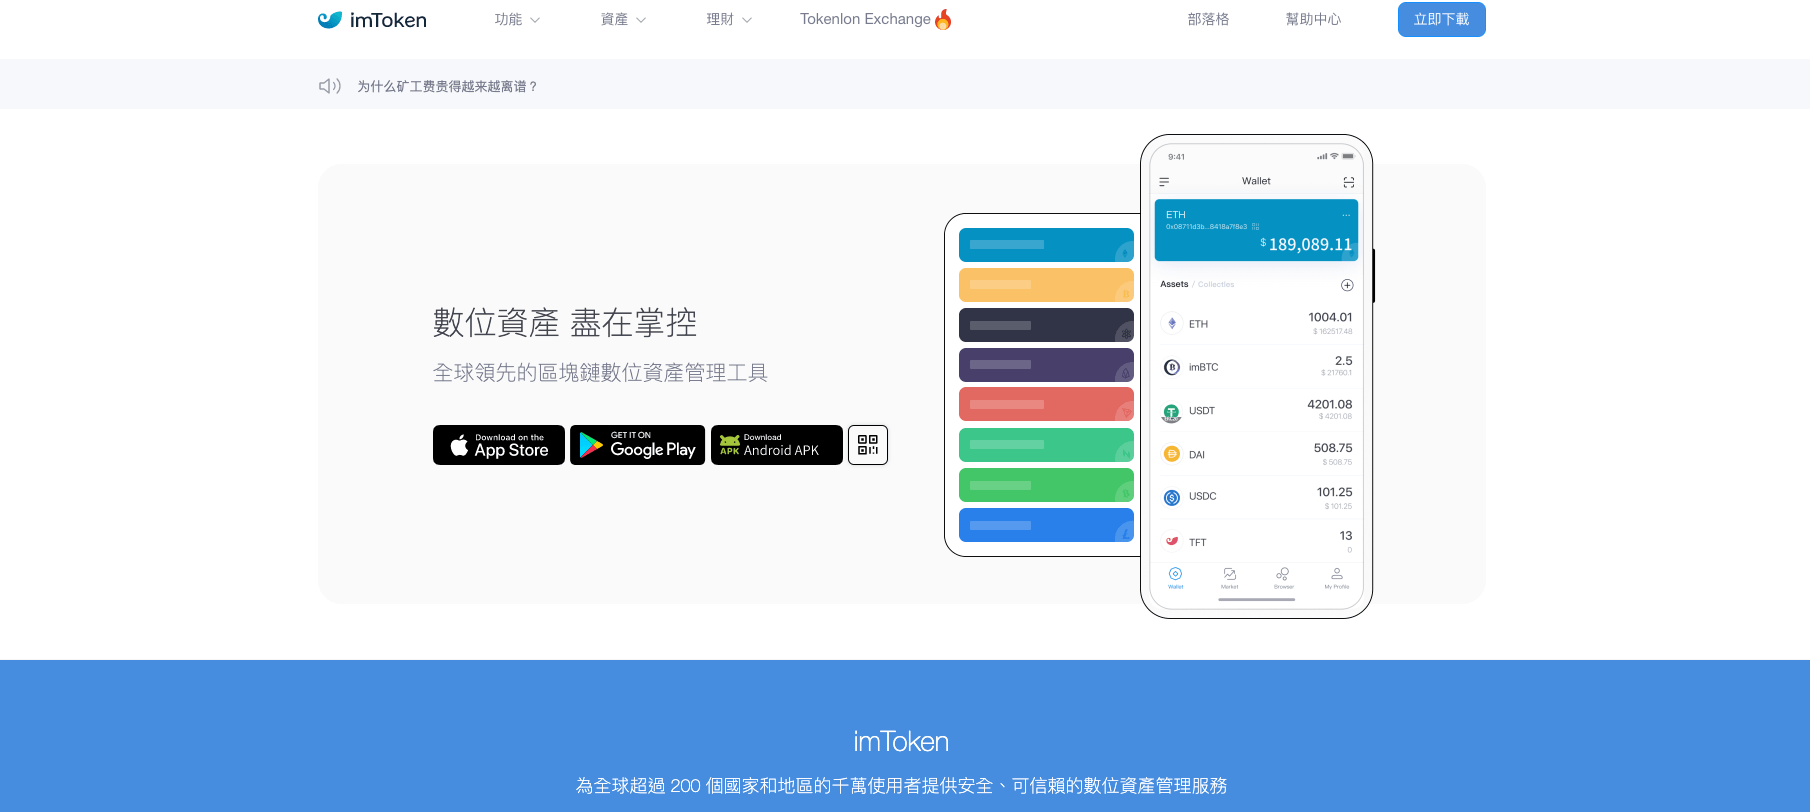 imToken
功能
資產
理財
Tokenlon Exchange
部落格
幫助中心
立即下載
为什么矿工费贵得越来越离谱？
數位資產 盡在掌控
全球領先的區塊鏈數位資產管理工具
Download on the
App Store
GET IT ON
Google Play
Download
Android APK
APK
9:41
Wallet
ETH
0x08711d3b...8418a7f8e3
$ 189,089.11
Assets / Collecties
ETH
1004.01
$ 162517.48
imBTC
2.5
$ 21760.1
USDT
4201.08
$ 4201.08
DAI
508.75
$ 508.75
USDC
101.25
$ 101.25
TFT
13
0
Wallet
Market
Browser
My Profile
imToken
為全球超過 200 個國家和地區的千萬使用者提供安全、可信賴的數位資產管理服務